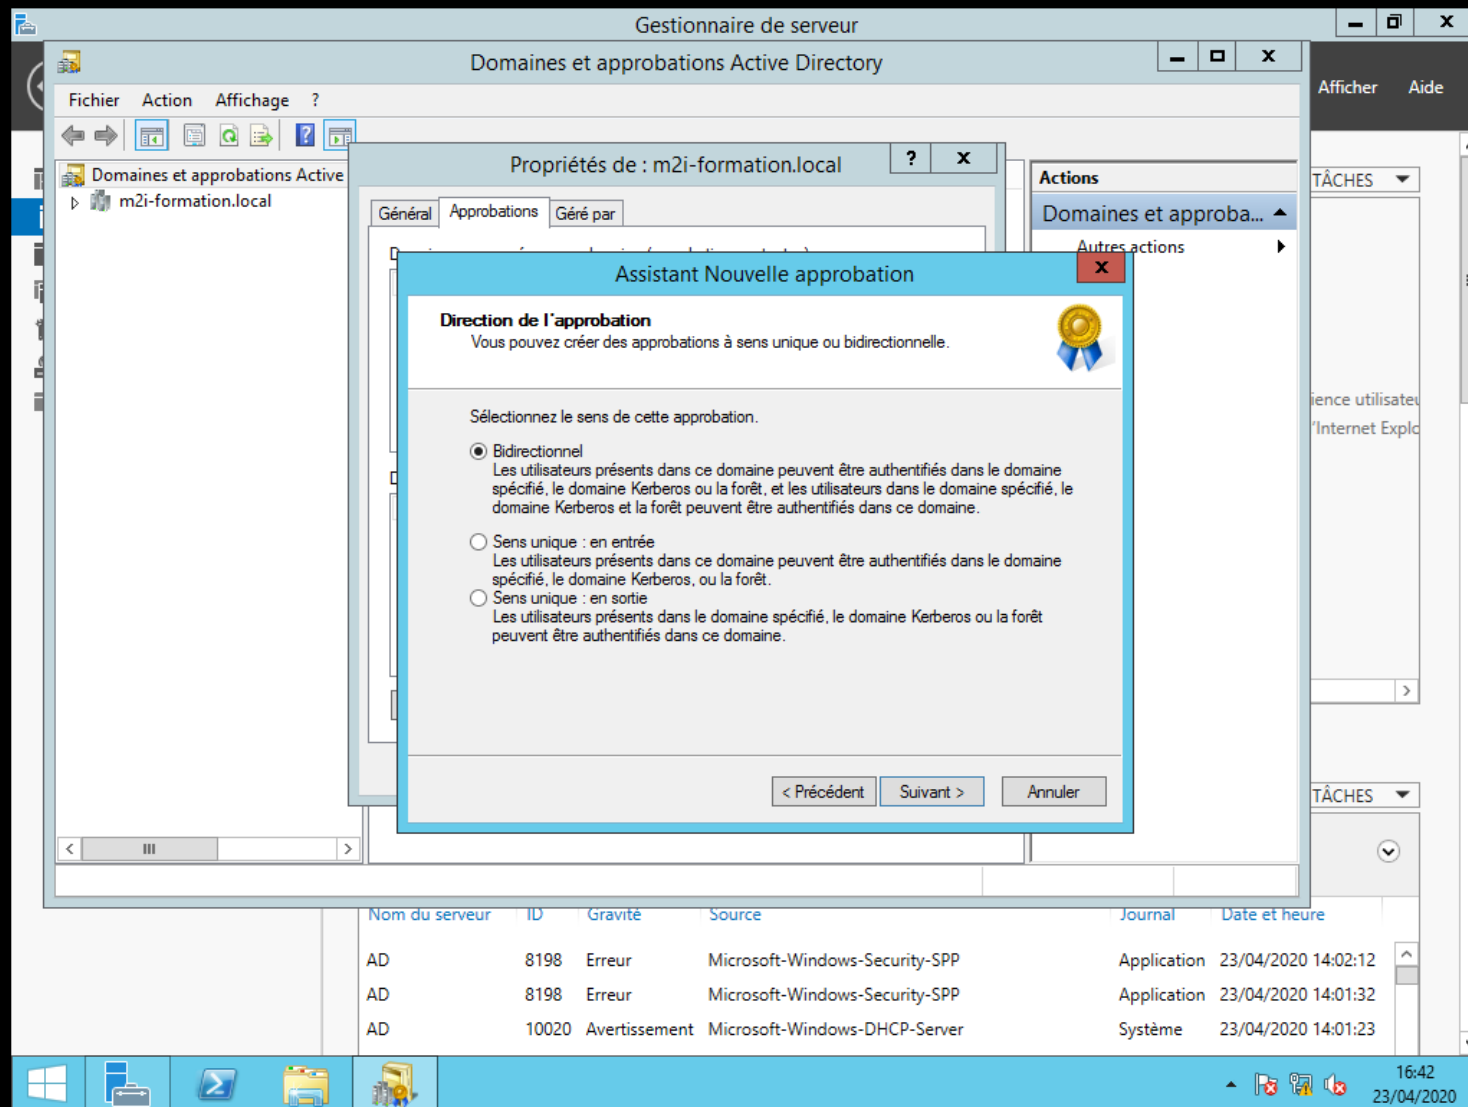 Gestionnaire de serveur
Domaines et approbations Active Directory
Afficher Aide
Fichier Action Affichage ?
Domaines et approbations Active
m2i-formation.local
Propriétés de : m2i-formation.local
?
Général Approbations Géré par
Actions
Domaines et approba...
Autres actions
TÂCHES
Assistant Nouvelle approbation
Direction de l'approbation
Vous pouvez créer des approbations à sens unique ou bidirectionnelle.
Sélectionnez le sens de cette approbation.
Bidirectionnel
Les utilisateurs présents dans ce domaine peuvent être authentifiés dans le domaine
spécifié, le domaine Kerberos ou la forêt, et les utilisateurs dans le domaine spécifié, le
domaine Kerberos et la forêt peuvent être authentifiés dans ce domaine.
Sens unique : en entrée
Les utilisateurs présents dans ce domaine peuvent être authentifiés dans le domaine
spécifié, le domaine Kerberos, ou la forêt.
Sens unique : en sortie
Les utilisateurs présents dans le domaine spécifié, le domaine Kerberos ou la forêt
peuvent être authentifiés dans ce domaine.
< Précédent Suivant > Annuler
ience utilisateu
'Internet Explo
TÂCHES
Nom du serveur ID Gravité Source Journal Date et heure
AD 8198 Erreur Microsoft-Windows-Security-SPP Application 23/04/2020 14:02:12
AD 8198 Erreur Microsoft-Windows-Security-SPP Application 23/04/2020 14:01:32
AD 10020 Avertissement Microsoft-Windows-DHCP-Server Système 23/04/2020 14:01:23
16:42
23/04/2020